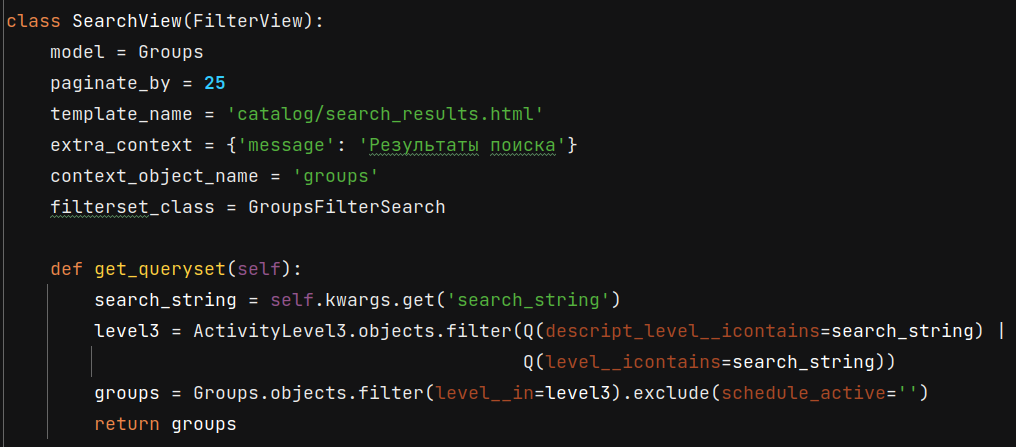 class SearchView(FilterView):
    model = Groups
    paginate_by = 25
    template_name = 'catalog/search_results.html'
    extra_context = {'message': 'Результаты поиска'}
    context_object_name = 'groups'
    filterset_class = GroupsFilterSearch

    def get_queryset(self):
        search_string = self.kwargs.get('search_string')
        level3 = ActivityLevel3.objects.filter(Q(descript_level__icontains=search_string) |
                                               Q(level__icontains=search_string))
        groups = Groups.objects.filter(level__in=level3).exclude(schedule_active='')
        return groups